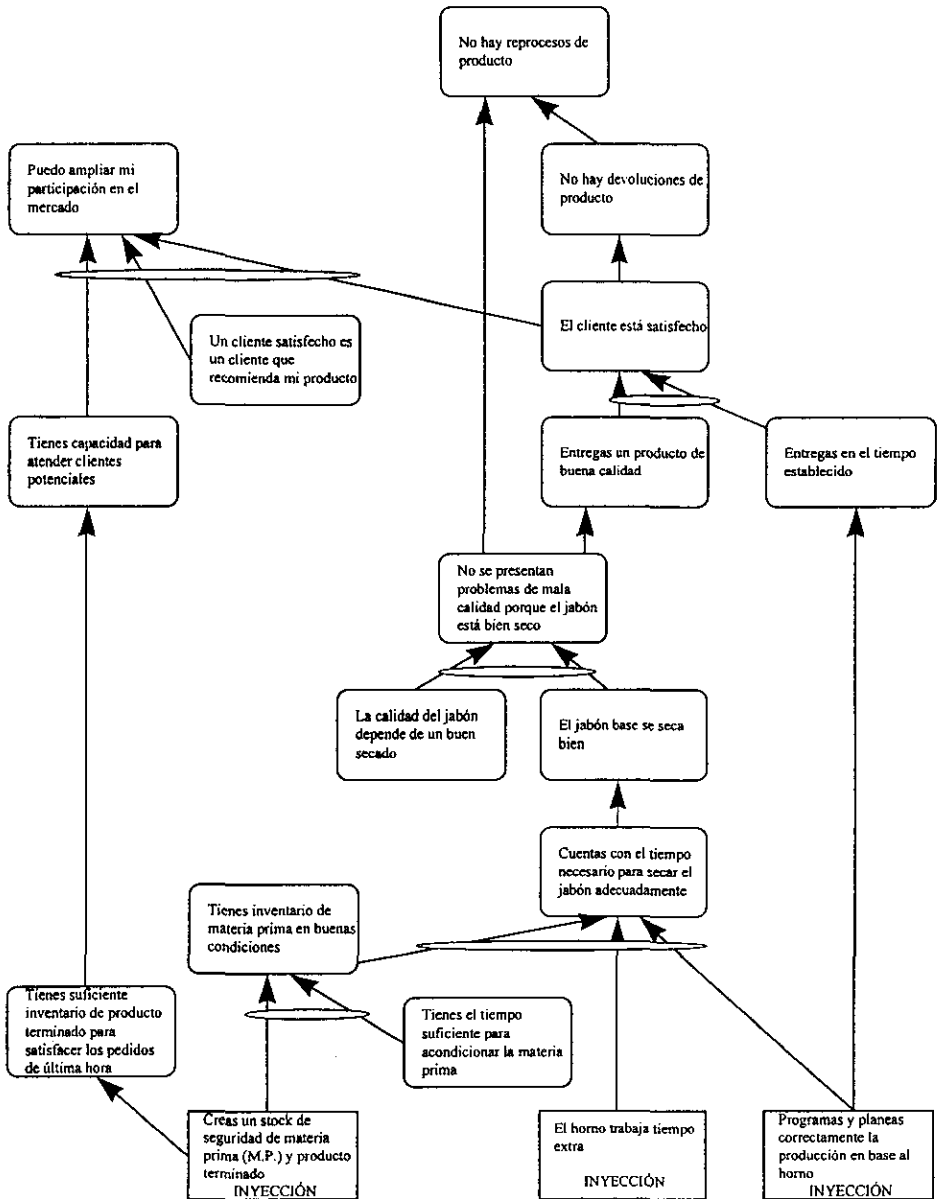 No hay reprocesos de
producto
Puedo ampliar mi
participación en el
mercado
No hay devoluciones de
producto
El cliente está satisfecho
Un cliente satisfecho es
un cliente que
recomienda mi producto
Tienes capacidad para
atender clientes
potenciales
Entregas un producto de
buena calidad
Entregas en el tiempo
establecido
No se presentan
problemas de mala
calidad porque el jabón
está bien seco
La calidad del jabón
depende de un buen
secado
El jabón base se seca
bien
Cuentas con el tiempo
necesario para secar el
jabón adecuadamente
Tienes inventario de
materia prima en buenas
condiciones
Tienes suficiente
inventario de producto
terminado para
satisfacer los pedidos
de última hora
Tienes el tiempo
suficiente para
acondicionar la materia
prima
Creas un stock de
seguridad de materia
prima (M.P.) y producto
terminado
INYECCIÓN
El horno trabaja tiempo
extra
INYECCIÓN
Programas y planeas
correctamente la
producción en base al
horno
INYECCIÓN